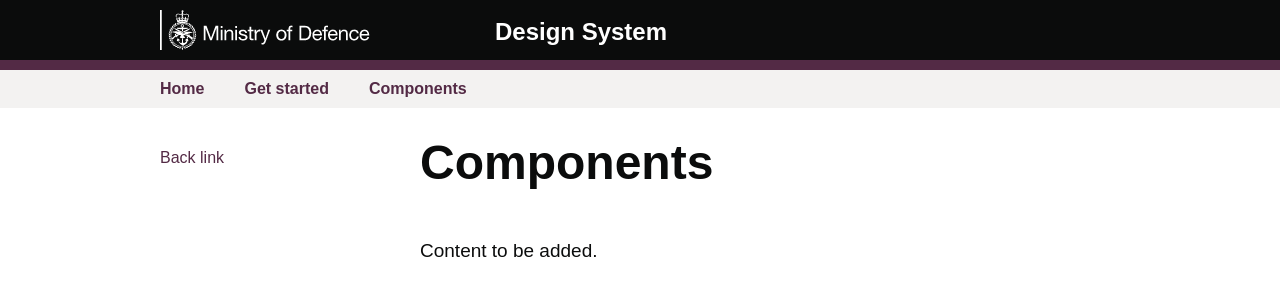 Ministry of Defence
Design System
Home Get started Components
Back link
Components
Content to be added.